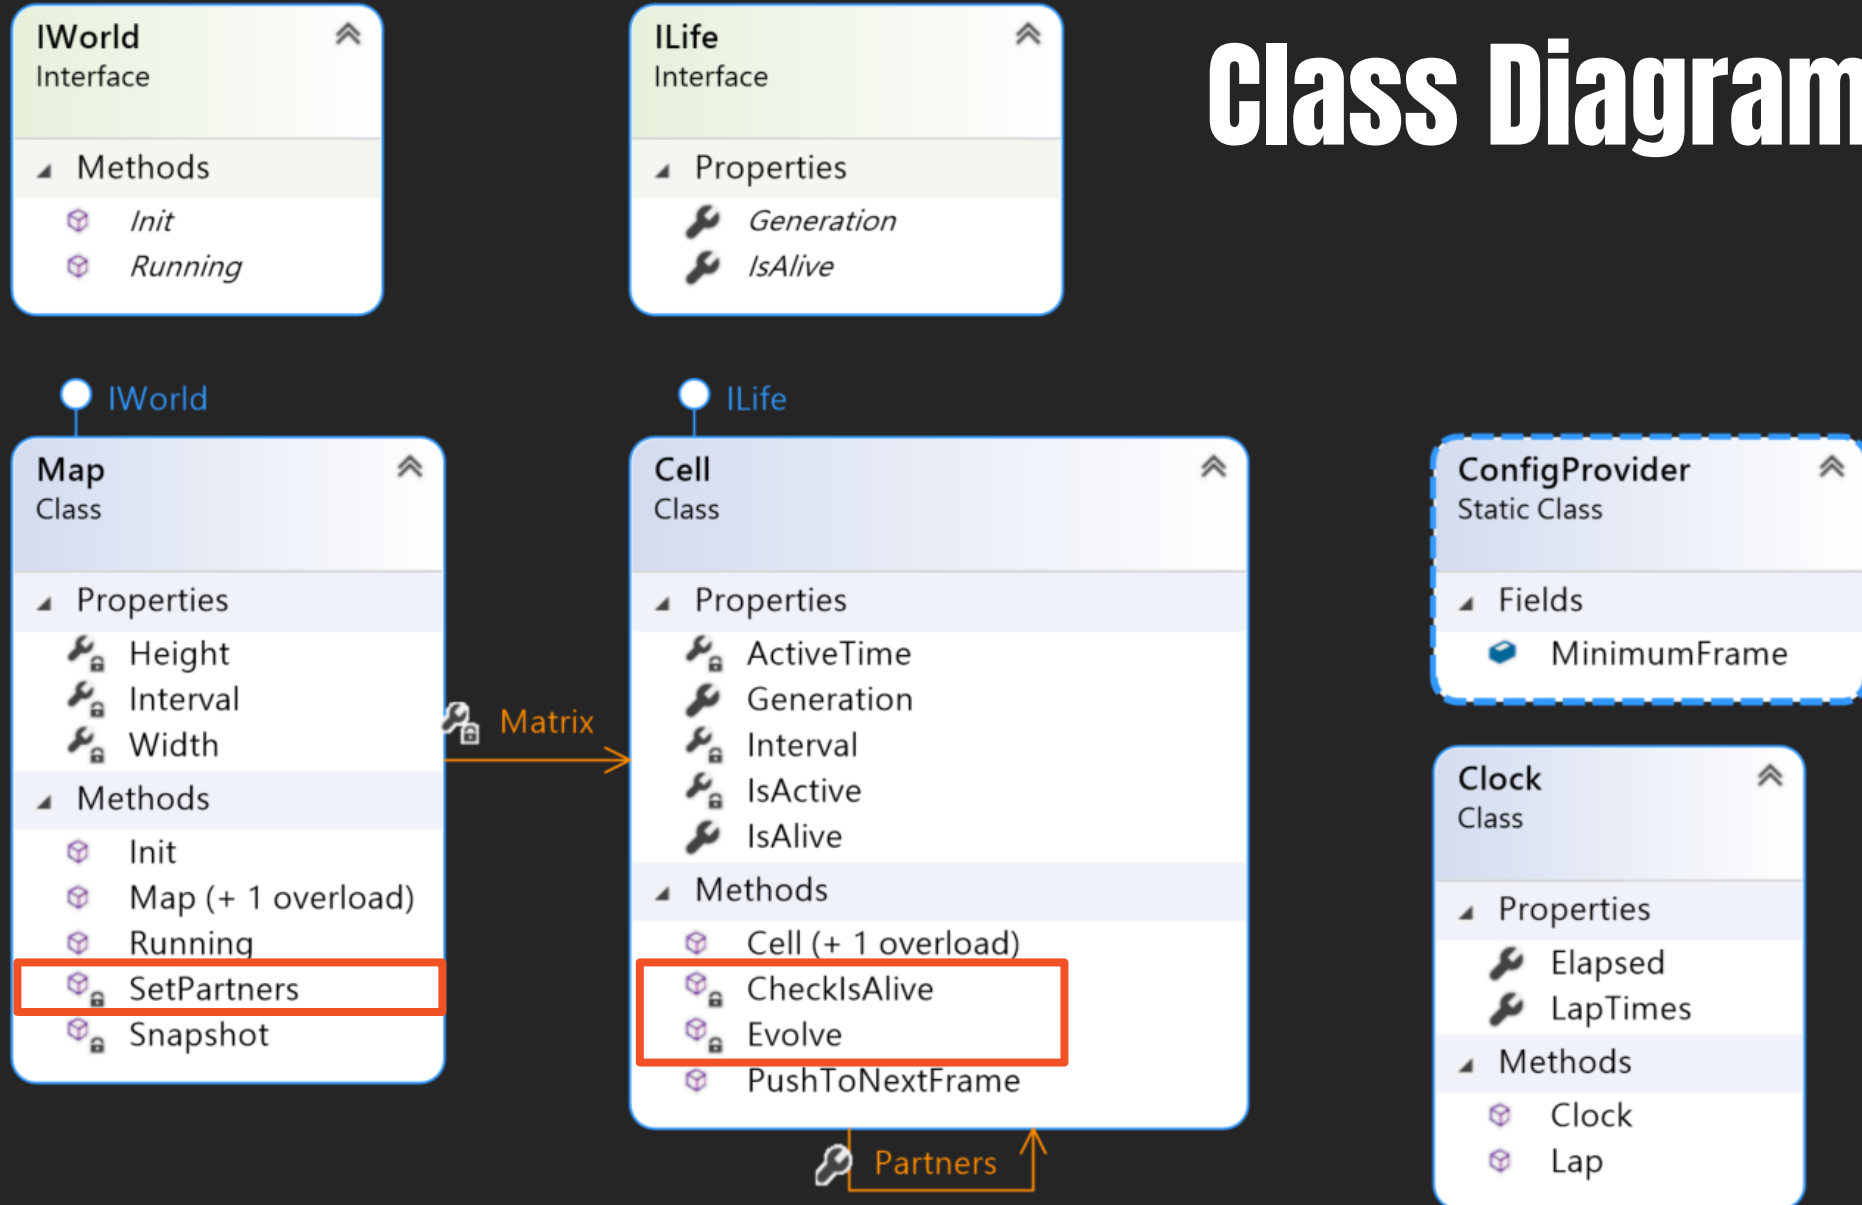 IWorld
Interface
Methods
Init
Running
ILife
Interface
Properties
Generation
IsAlive
Class Diagram
IWorld
Map
Class
Properties
Height
Interval
Width
Methods
Init
Map (+ 1 overload)
Running
SetPartners
Snapshot
Matrix
ILife
Cell
Class
Properties
ActiveTime
Generation
Interval
IsActive
IsAlive
Methods
Cell (+ 1 overload)
CheckIsAlive
Evolve
PushToNextFrame
Partners
ConfigProvider
Static Class
Fields
MinimumFrame
Clock
Class
Properties
Elapsed
LapTimes
Methods
Clock
Lap